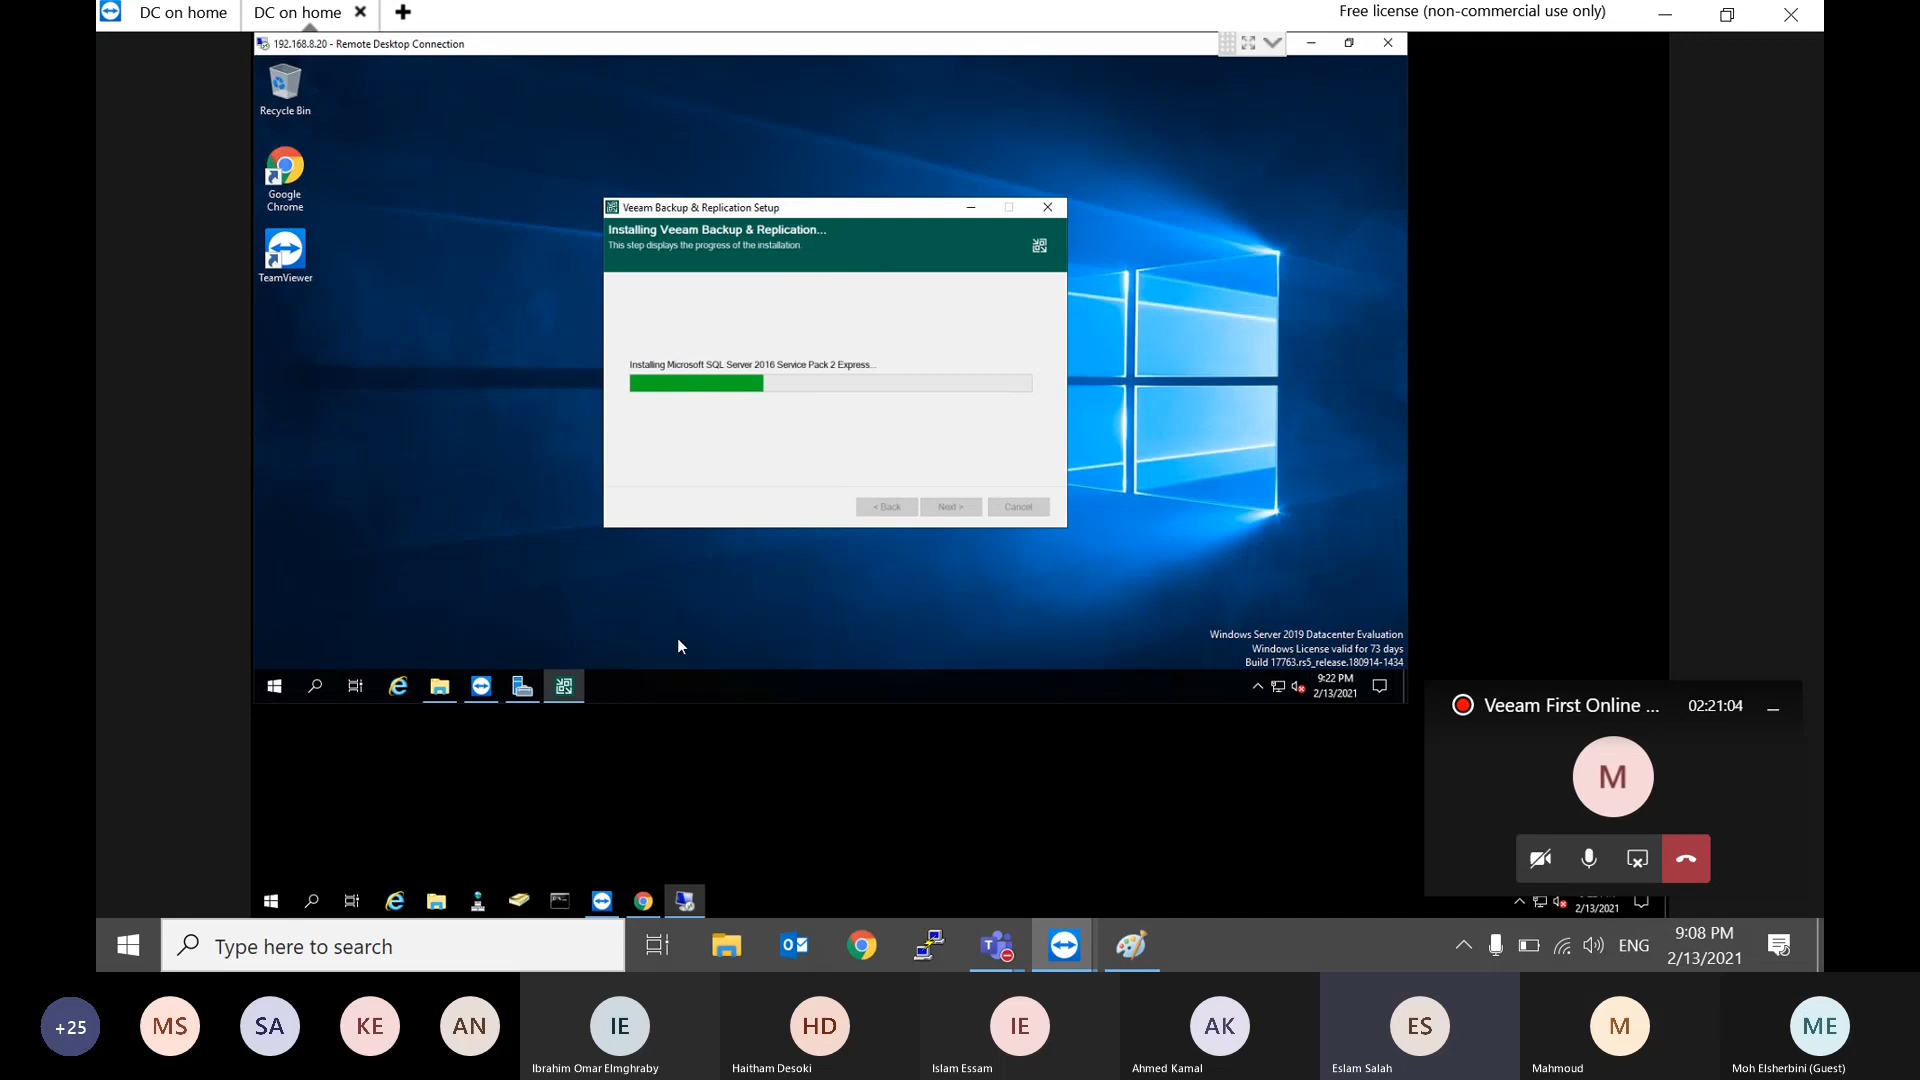 DC on home
DC on home
Free license (non-commercial use only)
192.168.8.20 - Remote Desktop Connection
Recycle Bin
Google
Chrome
TeamViewer
Veeam Backup & Replication Setup
Installing Veeam Backup & Replication...
This step displays the progress of the installation.
Installing Microsoft SQL Server 2016 Service Pack 2 Express...
< Back
Next >
Cancel
Windows Server 2019 Datacenter Evaluation
Windows License valid for 73 days
Build 17763.rs5_release.180914-1434
9:22 PM
2/13/2021
Veeam First Online ...
02:21:04
M
2/13/2021
Type here to search
ENG
9:08 PM
2/13/2021
+25
MS
SA
KE
AN
IE
HD
IE
AK
ES
M
ME
Ibrahim Omar Elmghraby
Haitham Desoki
Islam Essam
Ahmed Kamal
Eslam Salah
Mahmoud
Moh Elsherbini (Guest)